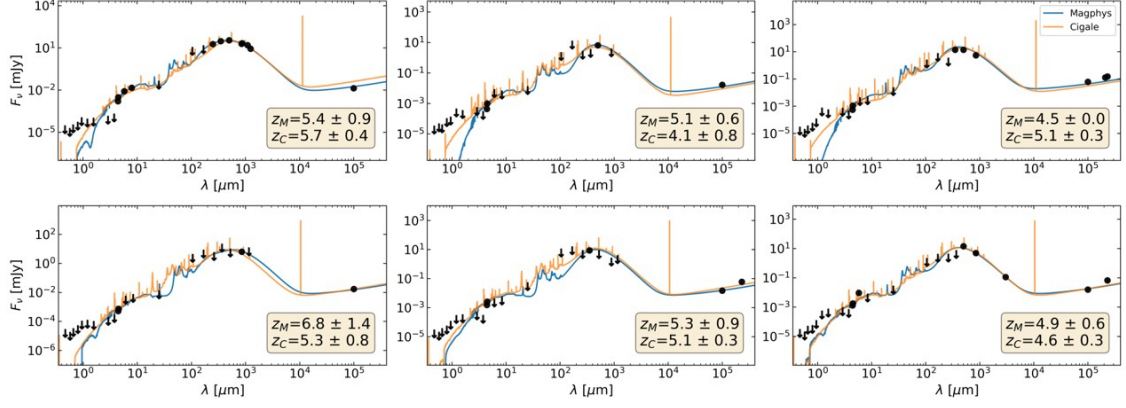 10⁴
10¹
10⁻²
10⁻⁵
Fν [mJy]
10⁰ 10¹ 10² 10³ 10⁴ 10⁵
λ [μm]
z_M=5.4 ± 0.9
z_C=5.7 ± 0.4
10³
10¹
10⁻¹
10⁻³
10⁻⁵
10⁰ 10¹ 10² 10³ 10⁴ 10⁵
λ [μm]
z_M=5.1 ± 0.6
z_C=4.1 ± 0.8
10³
10¹
10⁻¹
10⁻³
10⁻⁵
10⁰ 10¹ 10² 10³ 10⁴ 10⁵
λ [μm]
Magphys
Cigale
z_M=4.5 ± 0.0
z_C=5.1 ± 0.3
10²
10⁰
10⁻²
10⁻⁴
10⁻⁶
Fν [mJy]
10⁰ 10¹ 10² 10³ 10⁴ 10⁵
λ [μm]
z_M=6.8 ± 1.4
z_C=5.3 ± 0.8
10³
10¹
10⁻¹
10⁻³
10⁻⁵
10⁰ 10¹ 10² 10³ 10⁴ 10⁵
λ [μm]
z_M=5.3 ± 0.9
z_C=5.1 ± 0.3
10³
10¹
10⁻¹
10⁻³
10⁻⁵
10⁰ 10¹ 10² 10³ 10⁴ 10⁵
λ [μm]
z_M=4.9 ± 0.6
z_C=4.6 ± 0.3